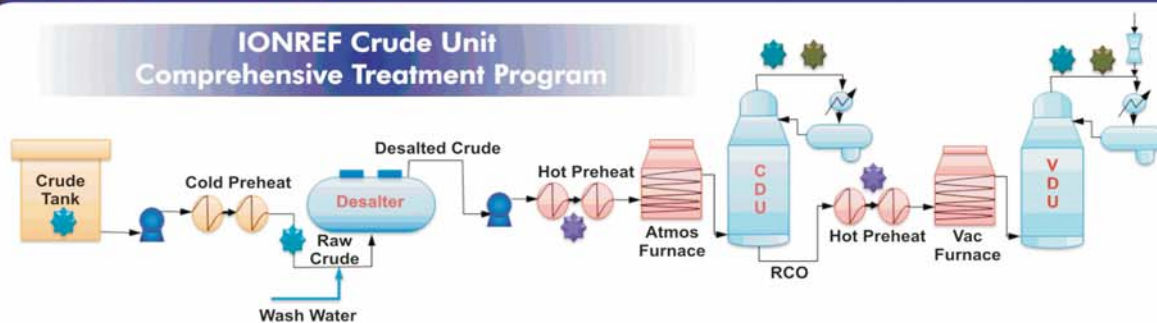 IONREF Crude Unit
Comprehensive Treatment Program
Crude
Tank
Cold Preheat
Raw
Crude
Wash Water
Desalter
Desalted Crude
Hot Preheat
Atmos
Furnace
C
D
U
RCO
Hot Preheat
Vac
Furnace
V
D
U